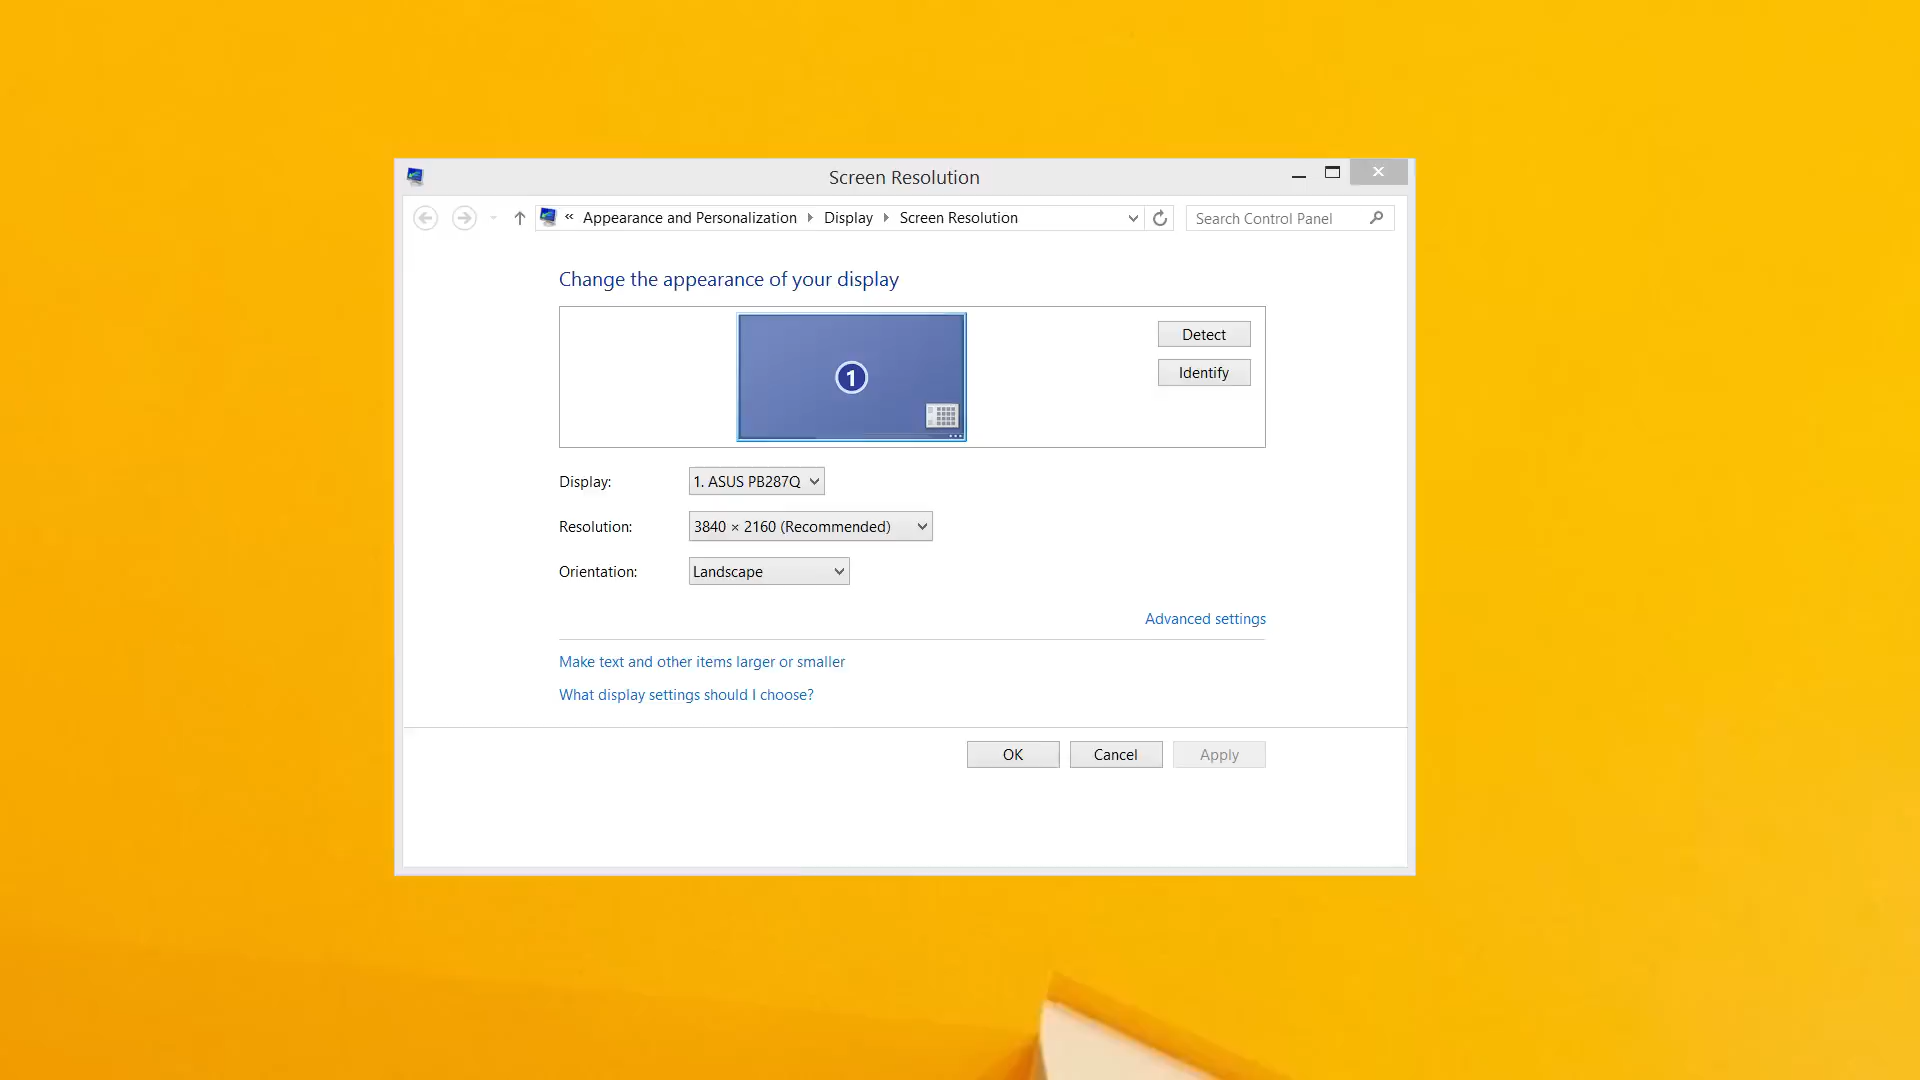 Screen Resolution
« Appearance and Personalization Display Screen Resolution Search Control Panel
Change the appearance of your display
1
Detect
Identify
Display: 1. ASUS PB287Q
Resolution: 3840 × 2160 (Recommended)
Orientation: Landscape
Advanced settings
Make text and other items larger or smaller
What display settings should I choose?
OK Cancel Apply